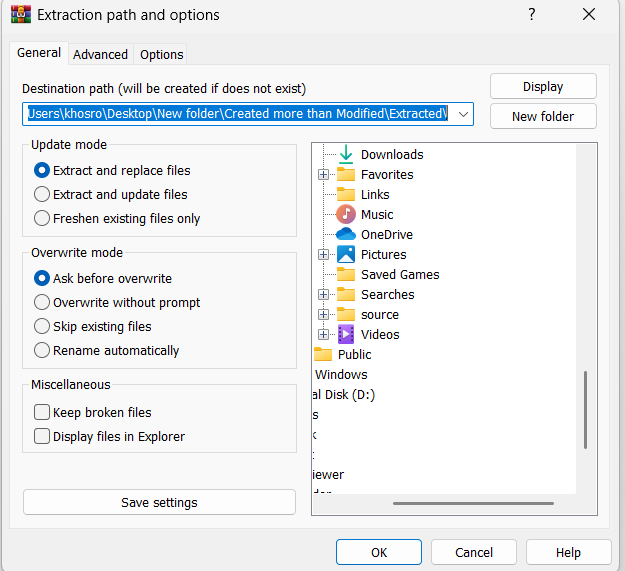 Extraction path and options
?
General
Advanced
Options
Destination path (will be created if does not exist)
Display
Users\khosro\Desktop\New folder\Created more than Modified\Extracted\
New folder
Update mode
Extract and replace files
Extract and update files
Freshen existing files only
Overwrite mode
Ask before overwrite
Overwrite without prompt
Skip existing files
Rename automatically
Miscellaneous
Keep broken files
Display files in Explorer
Save settings
Downloads
Favorites
Links
Music
OneDrive
Pictures
Saved Games
Searches
source
Videos
Public
Windows
al Disk (D:)
s
iewer
OK
Cancel
Help